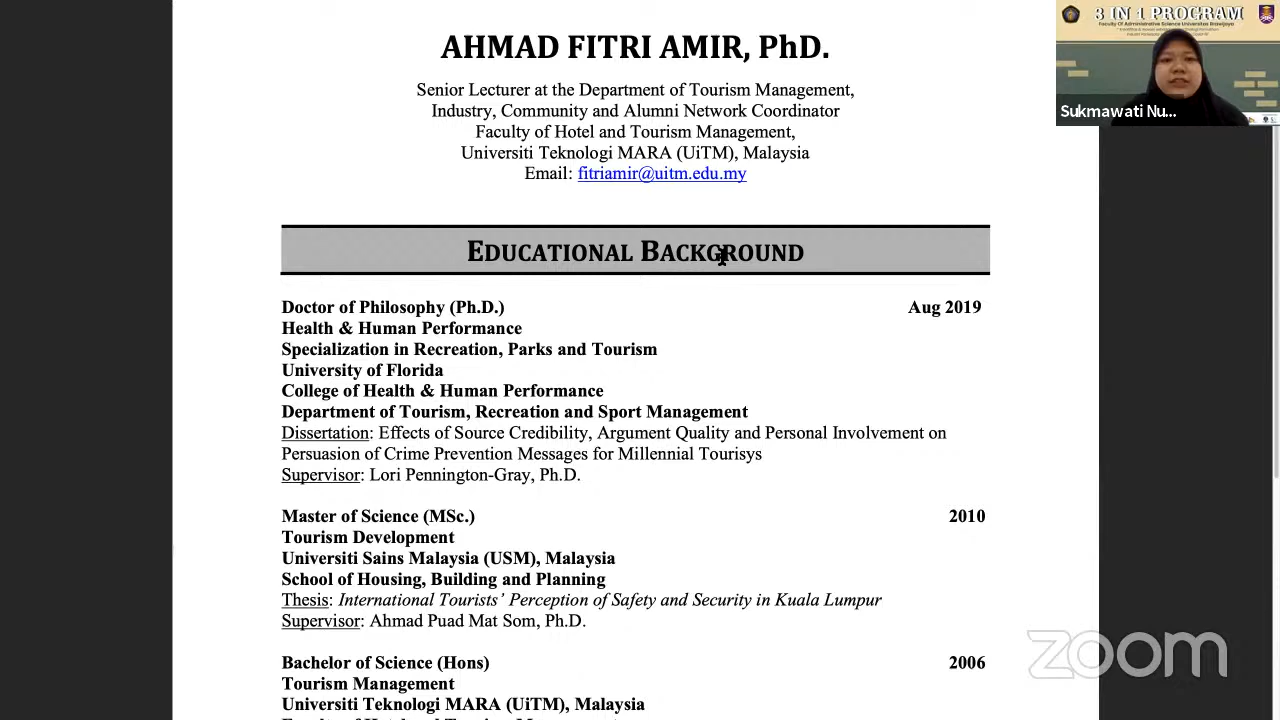 AHMAD FITRI AMIR, PhD.
Senior Lecturer at the Department of Tourism Management,
Industry, Community and Alumni Network Coordinator
Faculty of Hotel and Tourism Management,
Universiti Teknologi MARA (UiTM), Malaysia
Email: fitriamir@uitm.edu.my
EDUCATIONAL BACKGROUND
Doctor of Philosophy (Ph.D.) Aug 2019
Health & Human Performance
Specialization in Recreation, Parks and Tourism
University of Florida
College of Health & Human Performance
Department of Tourism, Recreation and Sport Management
Dissertation: Effects of Source Credibility, Argument Quality and Personal Involvement on
Persuasion of Crime Prevention Messages for Millennial Tourisys
Supervisor: Lori Pennington-Gray, Ph.D.
Master of Science (MSc.) 2010
Tourism Development
Universiti Sains Malaysia (USM), Malaysia
School of Housing, Building and Planning
Thesis: International Tourists' Perception of Safety and Security in Kuala Lumpur
Supervisor: Ahmad Puad Mat Som, Ph.D.
Bachelor of Science (Hons) 2006
Tourism Management
Universiti Teknologi MARA (UiTM), Malaysia
3 IN 1 PROGRAM
Faculty Of Administrative Science Universitas Brawijaya
Sukmawati Nu...
zoom